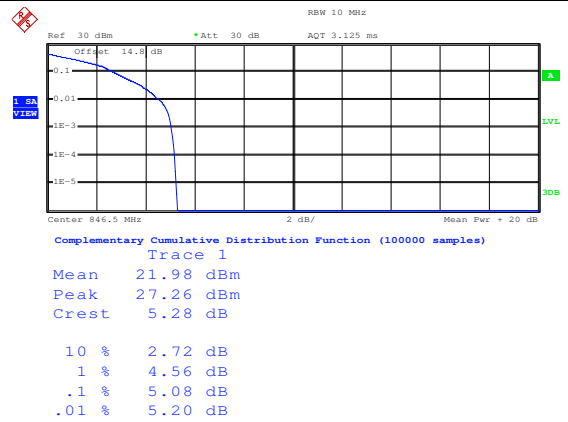 RBW 10 MHz
Ref 30 dBm *Att 30 dB AQT 3.125 ms
Offset 14.8 dB
0.1
A
0.01
1 SA
VIEW
1E-3
LVL
1E-4
1E-5
3DB
Center 846.5 MHz 2 dB/ Mean Pwr + 20 dB
Complementary Cumulative Distribution Function (100000 samples)
Trace 1
Mean 21.98 dBm
Peak 27.26 dBm
Crest 5.28 dB
10 % 2.72 dB
1 % 4.56 dB
.1 % 5.08 dB
.01 % 5.20 dB